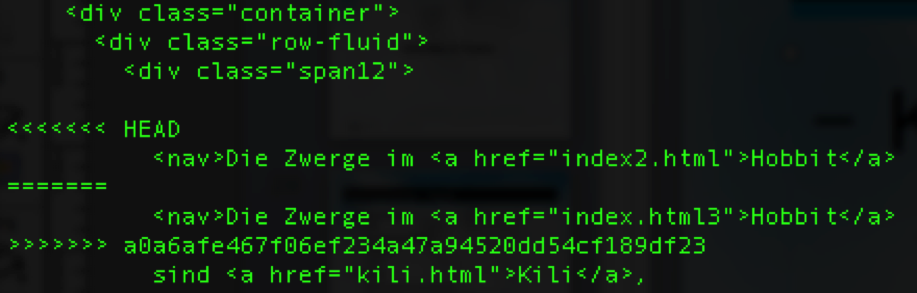 <div class="container">
<div class="row-fluid">
<div class="span12">
<<<<<<< HEAD
<nav>Die Zwerge im <a href="index2.html">Hobbit</a>
=======
<nav>Die Zwerge im <a href="index.html3">Hobbit</a>
>>>>>>> a0a6afe467f06ef234a47a94520dd54cf189df23
sind <a href="kili.html">Kili</a>,